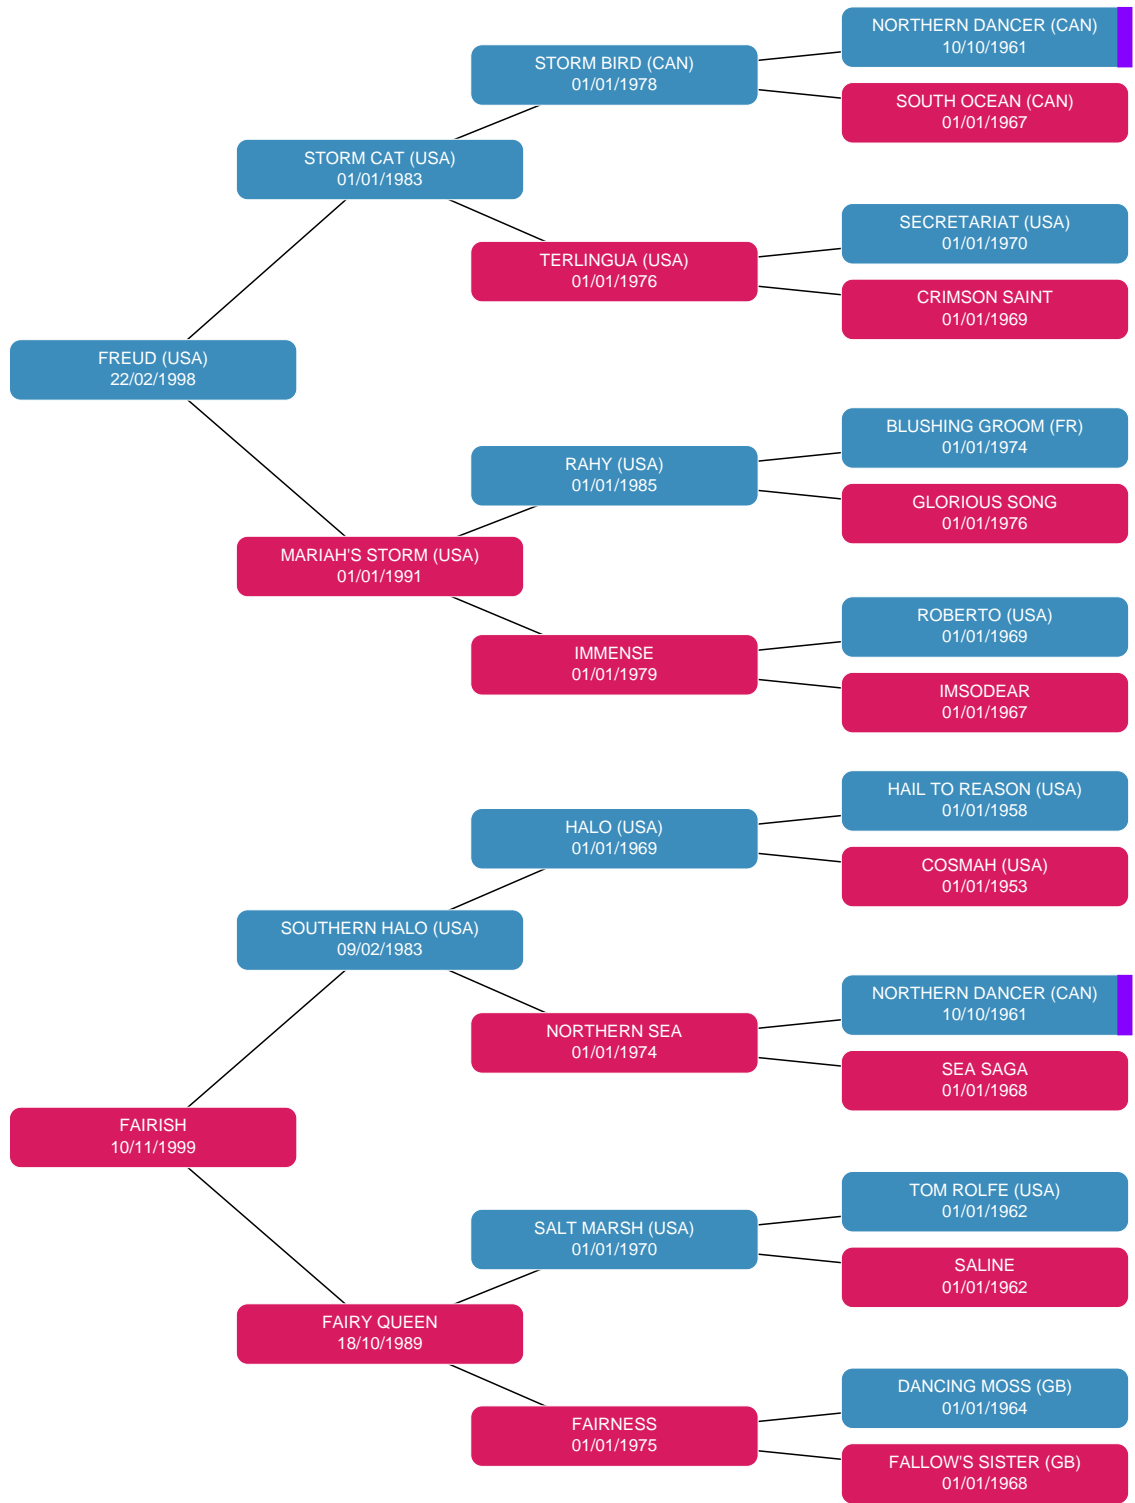 NORTHERN DANCER (CAN)
10/10/1961
STORM BIRD (CAN)
01/01/1978
SOUTH OCEAN (CAN)
01/01/1967
STORM CAT (USA)
01/01/1983
SECRETARIAT (USA)
01/01/1970
TERLINGUA (USA)
01/01/1976
CRIMSON SAINT
01/01/1969
FREUD (USA)
22/02/1998
BLUSHING GROOM (FR)
01/01/1974
RAHY (USA)
01/01/1985
GLORIOUS SONG
01/01/1976
MARIAH'S STORM (USA)
01/01/1991
ROBERTO (USA)
01/01/1969
IMMENSE
01/01/1979
IMSODEAR
01/01/1967
HAIL TO REASON (USA)
01/01/1958
HALO (USA)
01/01/1969
COSMAH (USA)
01/01/1953
SOUTHERN HALO (USA)
09/02/1983
NORTHERN DANCER (CAN)
10/10/1961
NORTHERN SEA
01/01/1974
SEA SAGA
01/01/1968
FAIRISH
10/11/1999
TOM ROLFE (USA)
01/01/1962
SALT MARSH (USA)
01/01/1970
SALINE
01/01/1962
FAIRY QUEEN
18/10/1989
DANCING MOSS (GB)
01/01/1964
FAIRNESS
01/01/1975
FALLOW'S SISTER (GB)
01/01/1968